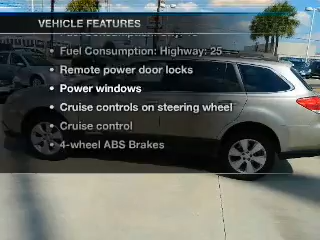 VEHICLE FEATURES
• Fuel Consumption: Highway: 25
• Remote power door locks
• Power windows
• Cruise controls on steering wheel
• Cruise control
• 4-wheel ABS Brakes